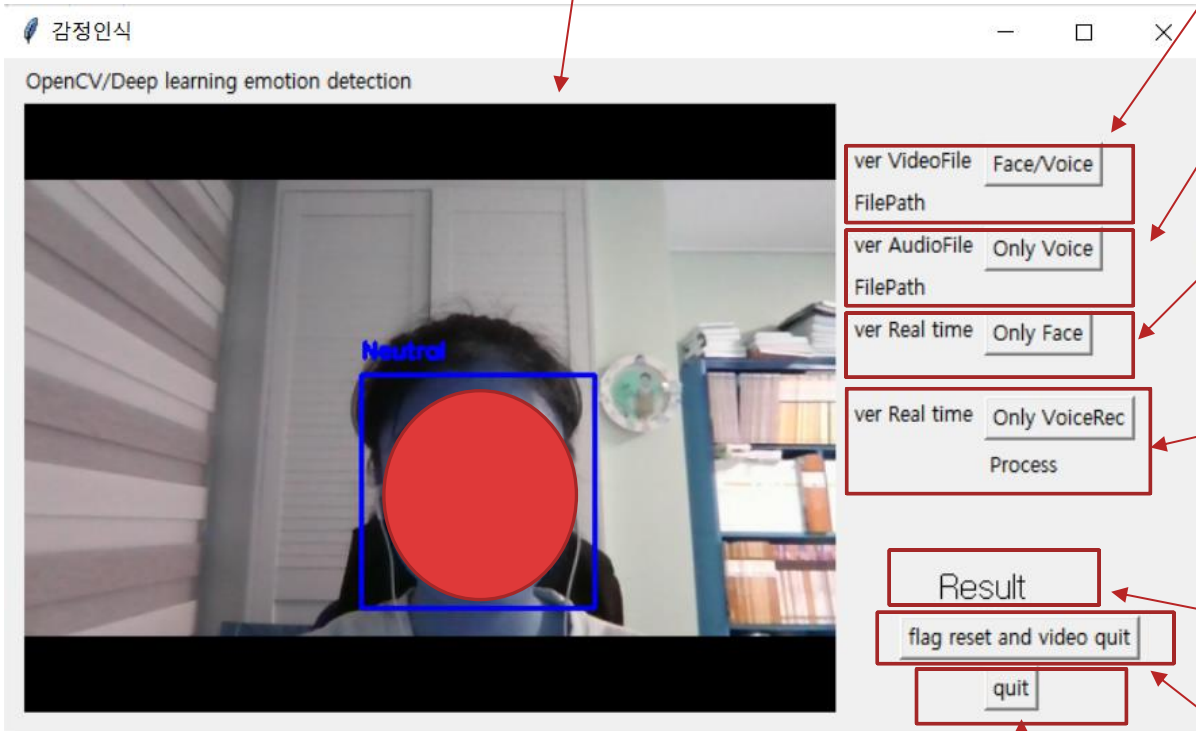 감정인식
OpenCV/Deep learning emotion detection
Neutral
ver VideoFile Face/Voice
FilePath
ver AudioFile Only Voice
FilePath
ver Real time Only Face
ver Real time Only VoiceRec
Process
Result
flag reset and video quit
quit